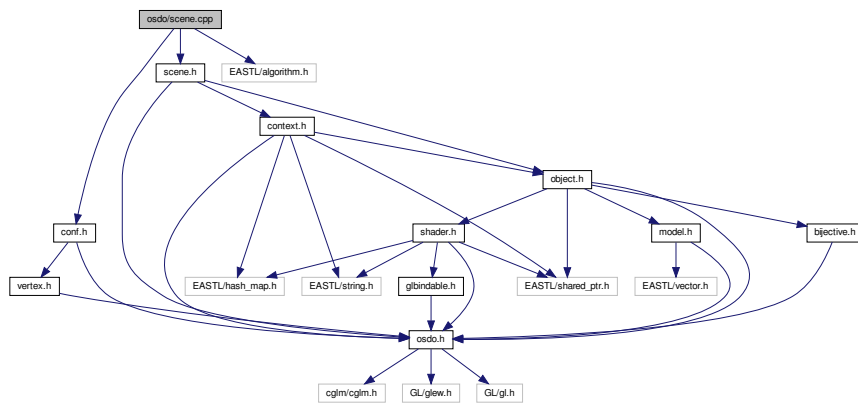 osdo/scene.cpp
scene.h
EASTL/algorithm.h
context.h
object.h
conf.h
shader.h
model.h
bijective.h
vertex.h
EASTL/hash_map.h
EASTL/string.h
glbindable.h
EASTL/shared_ptr.h
EASTL/vector.h
osdo.h
cglm/cglm.h
GL/glew.h
GL/gl.h